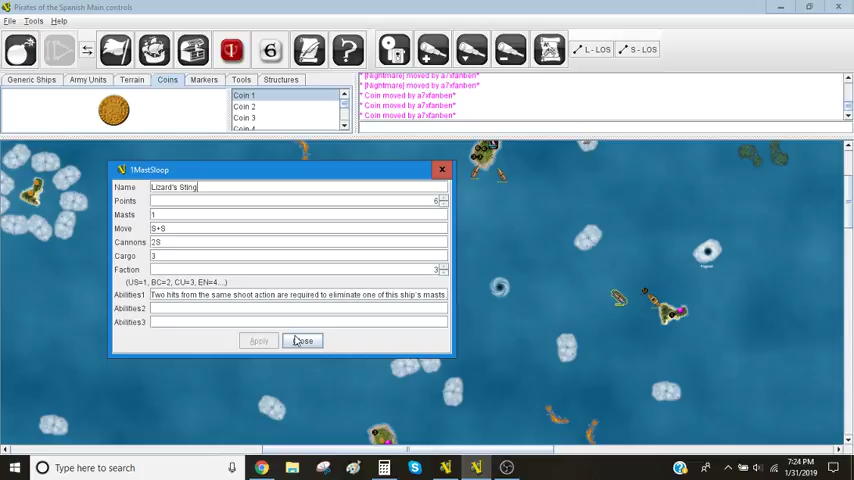 Pirates of the Spanish Main controls
File Tools Help
6
?
L - LOS
S - LOS
Generic Ships
Army Units
Terrain
Coins
Markers
Tools
Structures
Coin 1
Coin 2
Coin 3
* [Nightmare] moved by a7xfanben*
* [Nightmare] moved by a7xfanben*
* Coin moved by a7xfanben*
* Coin moved by a7xfanben*
* Coin moved by a7xfanben*
1MastSloop
Name Lizard's Sting
Points 6
Masts 1
Move S+S
Cannons 2S
Cargo 3
Faction 3
(US=1, BC=2, CU=3, EN=4...)
Abilities1 Two hits from the same shoot action are required to eliminate one of this ship's masts.
Abilities2
Abilities3
Apply
Type here to search
7:24 PM
1/31/2019